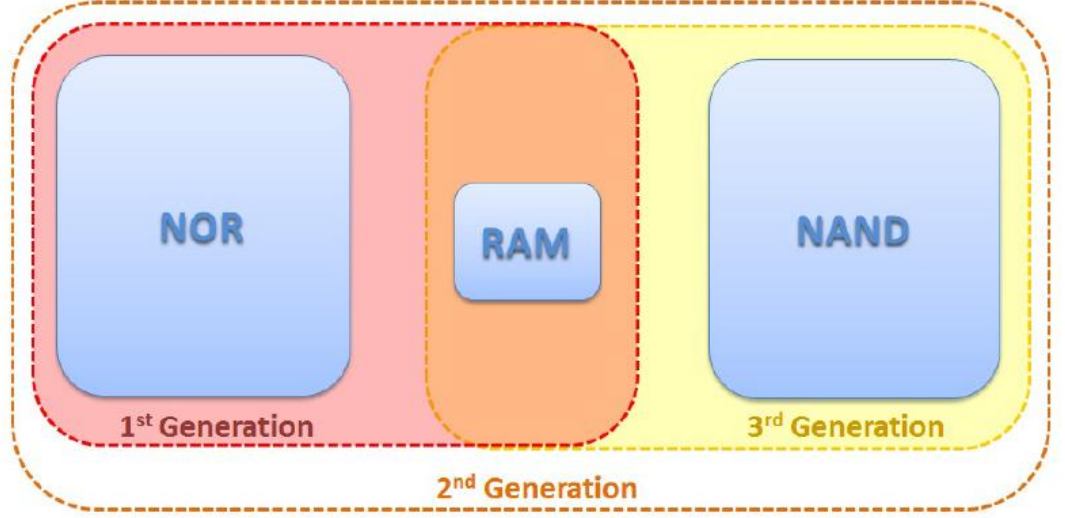 NOR
RAM
NAND
1st Generation
3rd Generation
2nd Generation